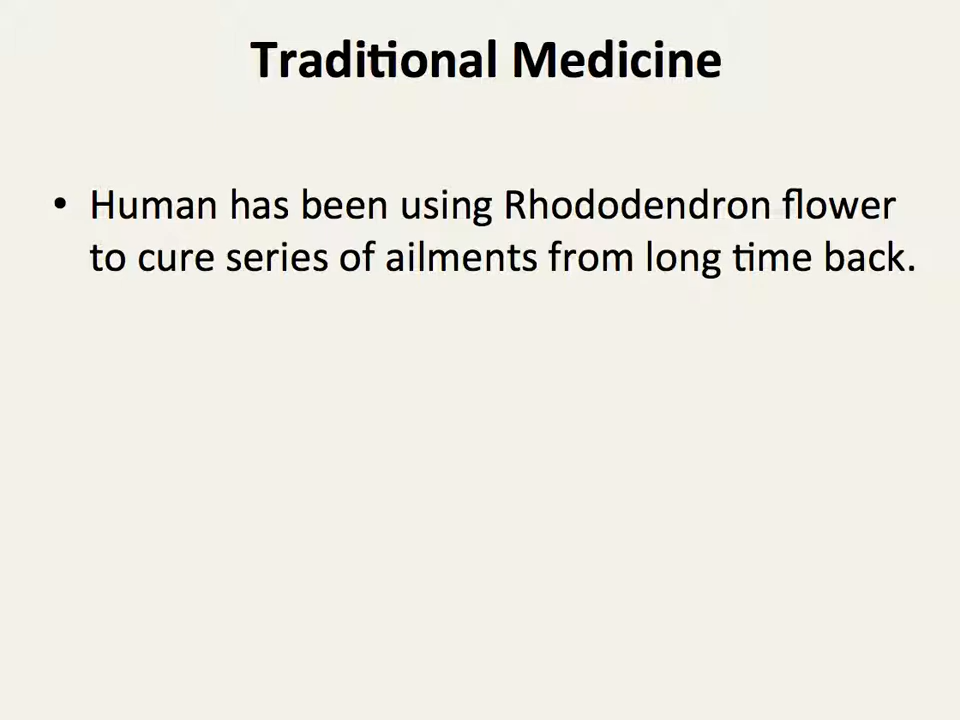 Traditional Medicine
• Human has been using Rhododendron flower
to cure series of ailments from long time back.